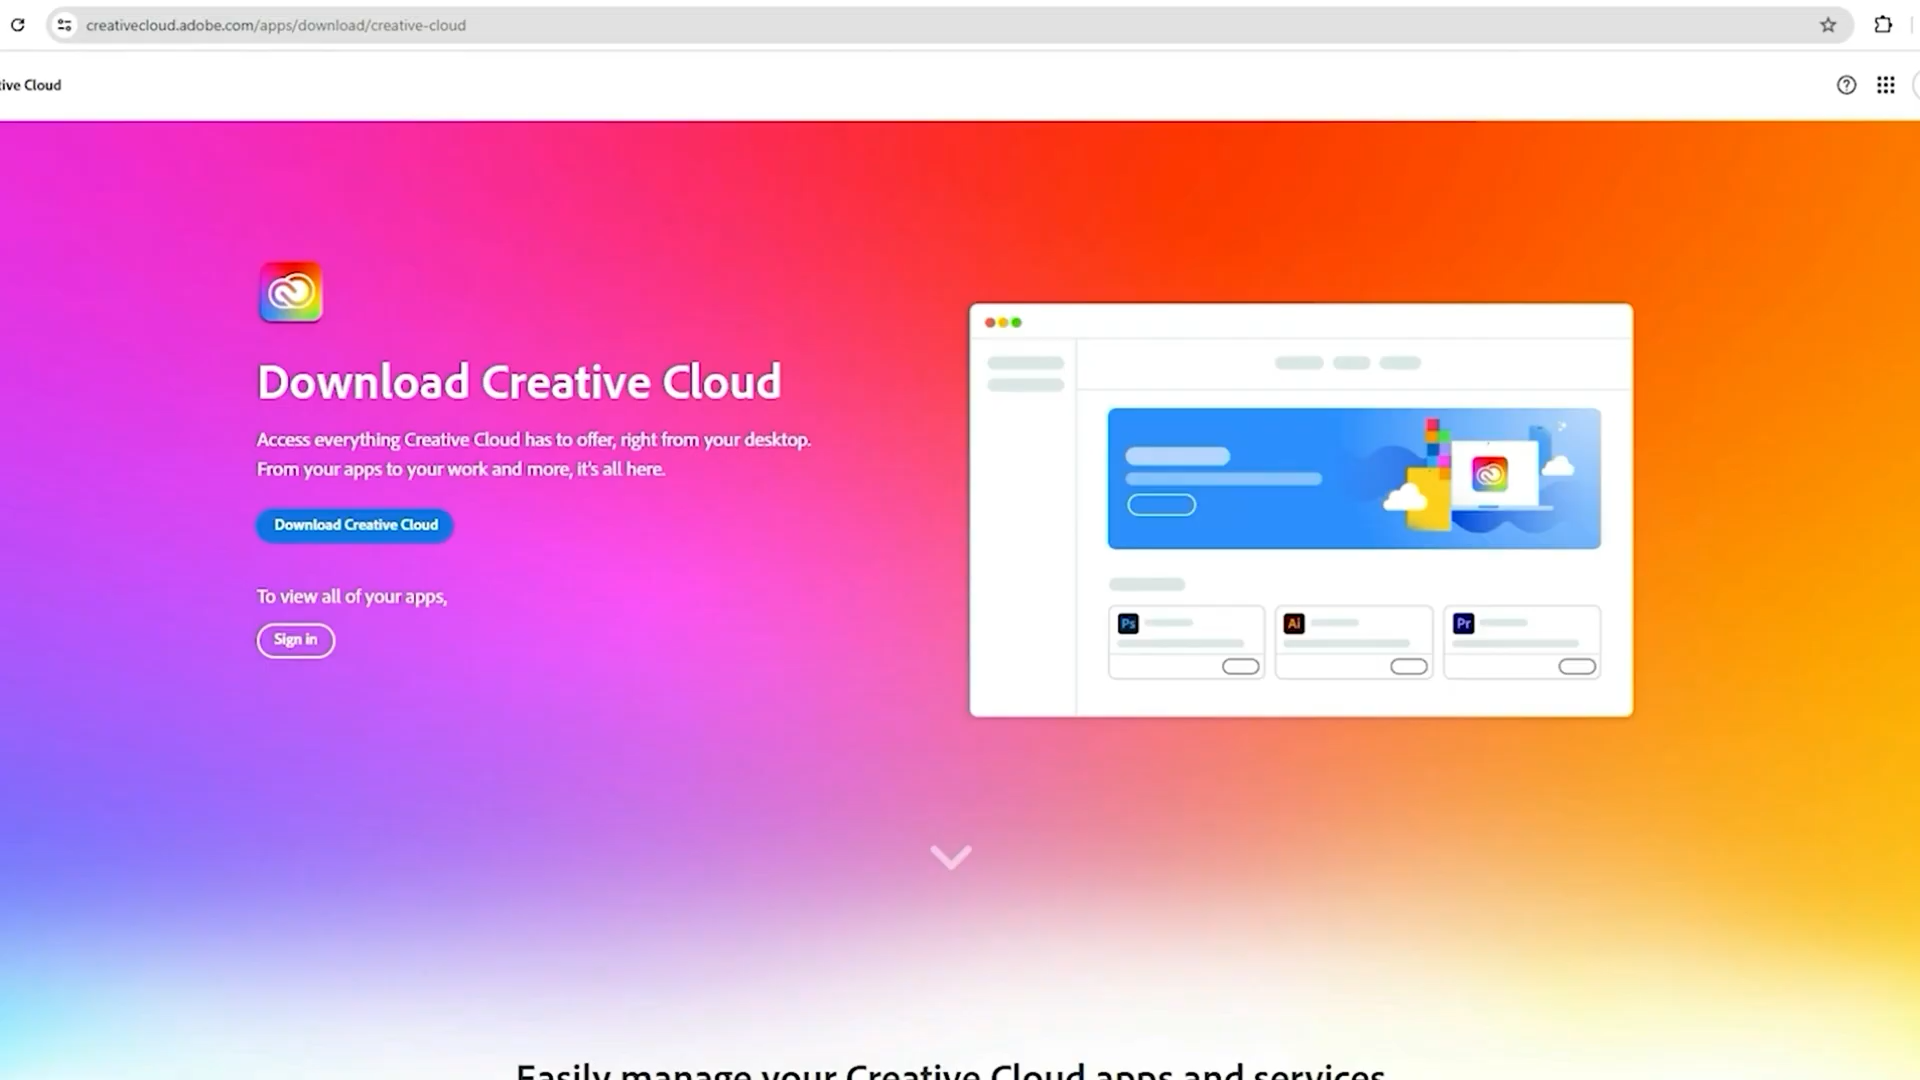 creativecloud.adobe.com/apps/download/creative-cloud
tive Cloud
Download Creative Cloud
Access everything Creative Cloud has to offer, right from your desktop.
From your apps to your work and more, it's all here.
Download Creative Cloud
To view all of your apps,
Sign in
Ps
Ai
Pr
Easily manage your Creative Cloud apps and services